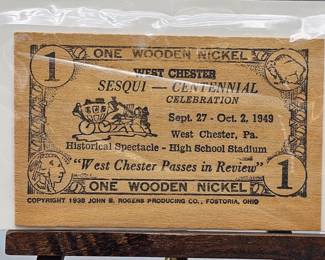 1 ONE WOODEN NICKEL
WEST CHESTER
SESQUI — CENTENNIAL
CELEBRATION
Sept. 27 - Oct. 2, 1949
West Chester, Pa.
Historical Spectacle - High School Stadium
"West Chester Passes in Review"
ONE WOODEN NICKEL 1
COPYRIGHT 1938 JOHN B. ROGERS PRODUCING CO., FOSTORIA, OHIO